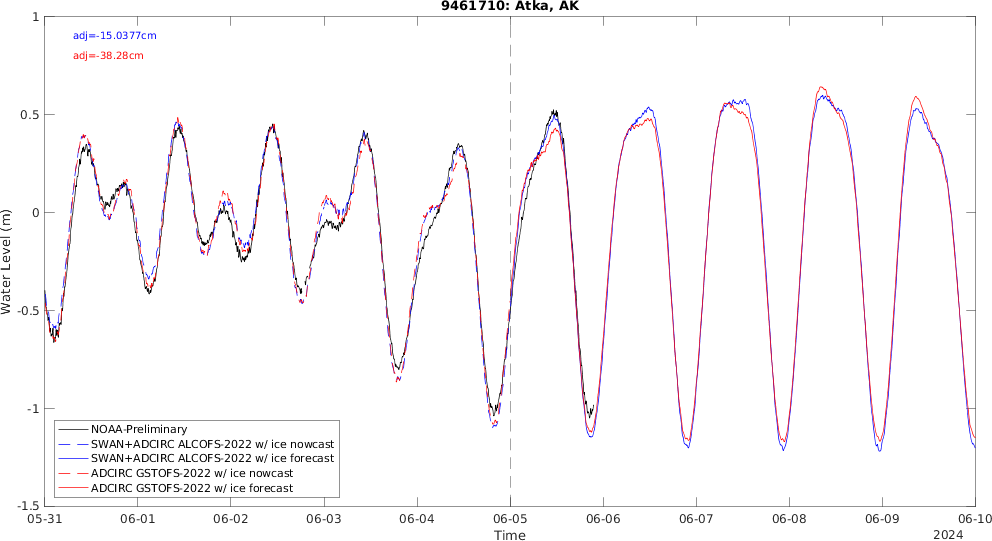 9461710: Atka, AK
adj=-15.0377cm
adj=-38.28cm
1
0.5
0
-0.5
-1
-1.5
Water Level (m)
NOAA-Preliminary
SWAN+ADCIRC ALCOFS-2022 w/ ice nowcast
SWAN+ADCIRC ALCOFS-2022 w/ ice forecast
ADCIRC GSTOFS-2022 w/ ice nowcast
ADCIRC GSTOFS-2022 w/ ice forecast
05-31 06-01 06-02 06-03 06-04 06-05 06-06 06-07 06-08 06-09 06-10
Time
2024